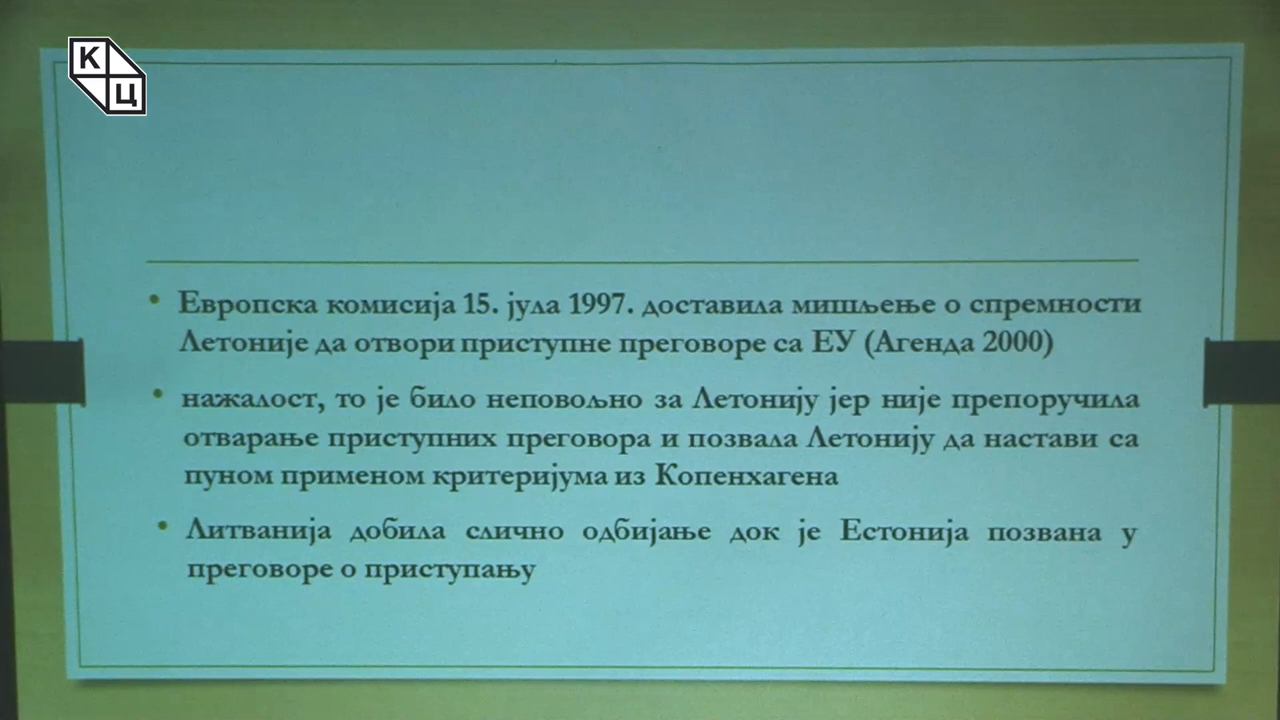 К
Ц
• Европска комисија 15. јула 1997. доставила мишљење о спремности
Летоније да отвори приступне преговоре са ЕУ (Агенда 2000)
• нажалост, то је било неповољно за Летонију јер није препоручила
отварање приступних преговора и позвала Летонију да настави са
пуном применом критеријума из Копенхагена
• Литванија добила слично одбијање док је Естонија позвана у
преговоре о приступању